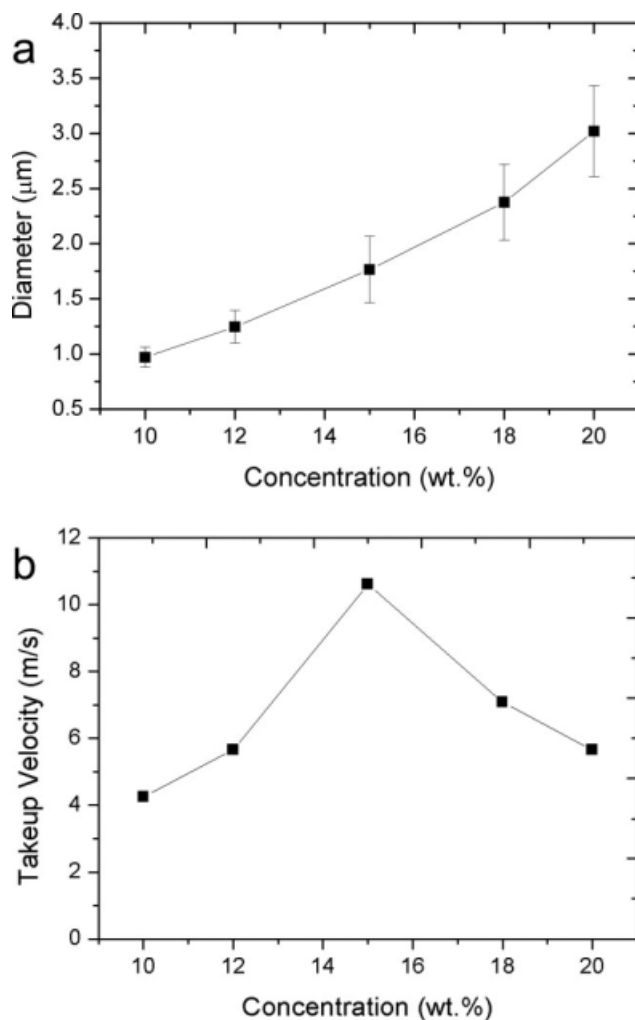 a
4.0
3.5
3.0
2.5
2.0
1.5
1.0
0.5
Diameter (μm)
10 12 14 16 18 20
Concentration (wt.%)
b
12
10
8
6
4
2
0
Takeup Velocity (m/s)
10 12 14 16 18 20
Concentration (wt.%)